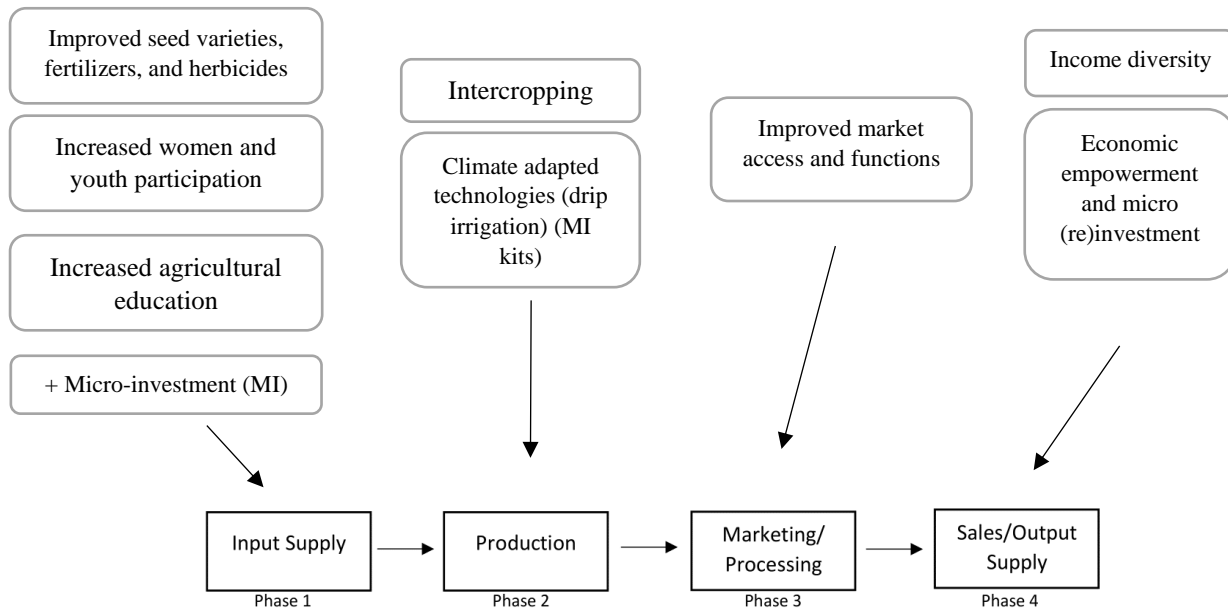 Improved seed varieties,
fertilizers, and herbicides
Increased women and
youth participation
Increased agricultural
education
+ Micro-investment (MI)
Intercropping
Climate adapted
technologies (drip
irrigation) (MI
kits)
Improved market
access and functions
Income diversity
Economic
empowerment
and micro
(re)investment
Input Supply
Phase 1
Production
Phase 2
Marketing/
Processing
Phase 3
Sales/Output
Supply
Phase 4